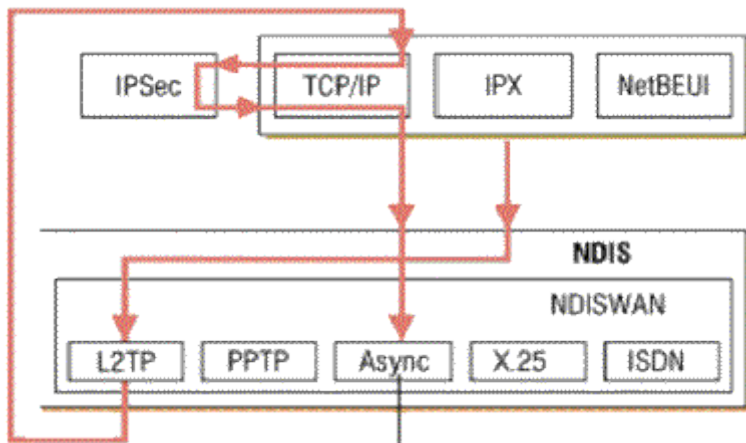 IPSec
TCP/IP
IPX
NetBEUI
NDIS
NDISWAN
L2TP
PPTP
Async
X.25
ISDN